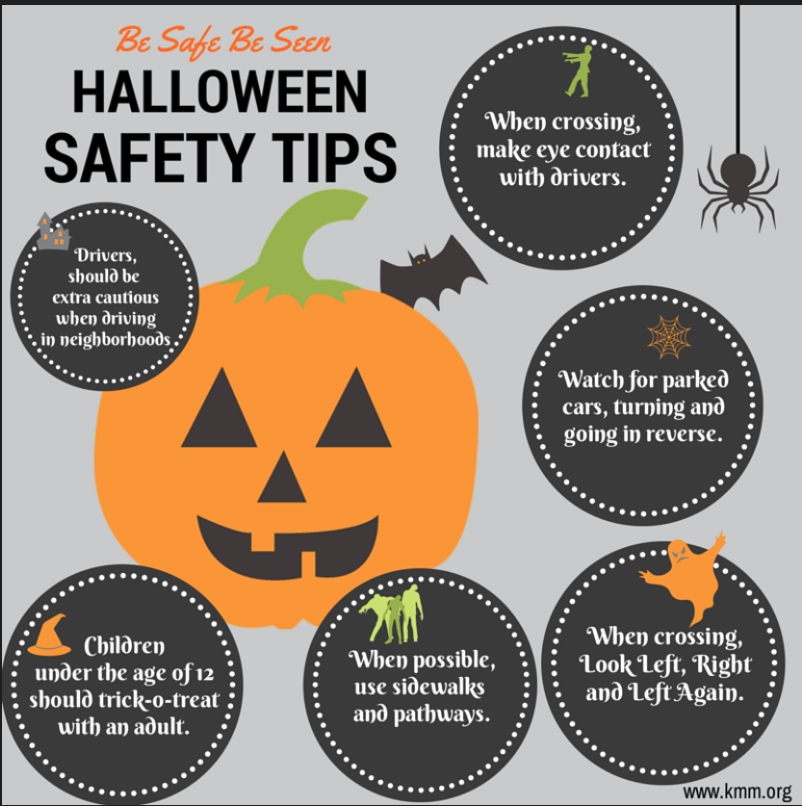 Be Safe Be Seen
HALLOWEEN
SAFETY TIPS
When crossing,
make eye contact
with drivers.
Drivers,
should be
extra cautious
when driving
in neighborhoods
Watch for parked
cars, turning and
going in reverse.
Children
under the age of 12
should trick-o-treat
with an adult.
When possible,
use sidewalks
and pathways.
When crossing,
Look Left, Right
and Left Again.
www.kmm.org